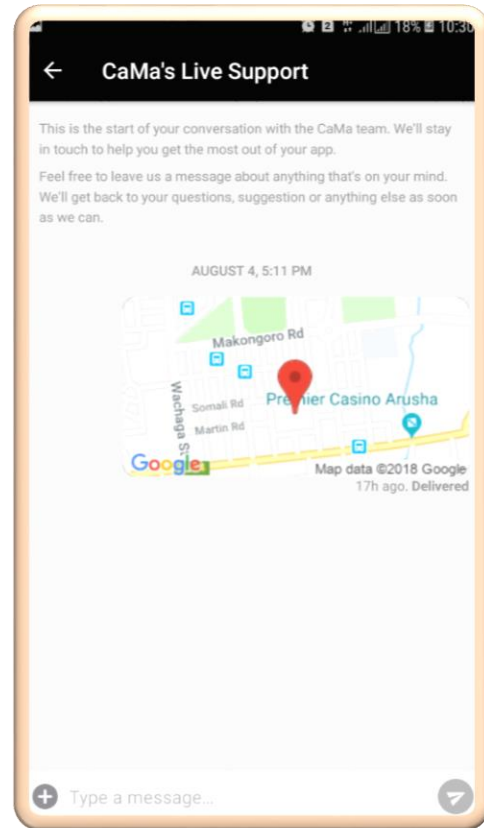 18% 10:30
CaMa's Live Support
This is the start of your conversation with the CaMa team. We'll stay
in touch to help you get the most out of your app.
Feel free to leave us a message about anything that's on your mind.
We'll get back to your questions, suggestion or anything else as soon
as we can.
AUGUST 4, 5:11 PM
Makongoro Rd
Wachaga St
Somali Rd
Premier Casino Arusha
Martin Rd
Google
Map data ©2018 Google
17h ago. Delivered
Type a message...